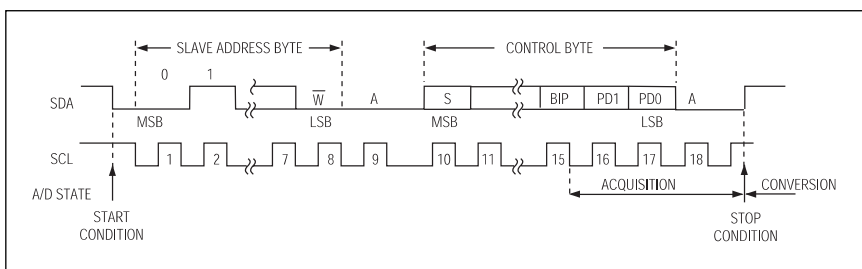 SLAVE ADDRESS BYTE
CONTROL BYTE
0 1
SDA
W̅ A S BIP PD1 PD0 A
MSB LSB MSB LSB
SCL
1 2 7 8 9 10 11 15 16 17 18
A/D STATE
ACQUISITION
CONVERSION
START
CONDITION
STOP
CONDITION